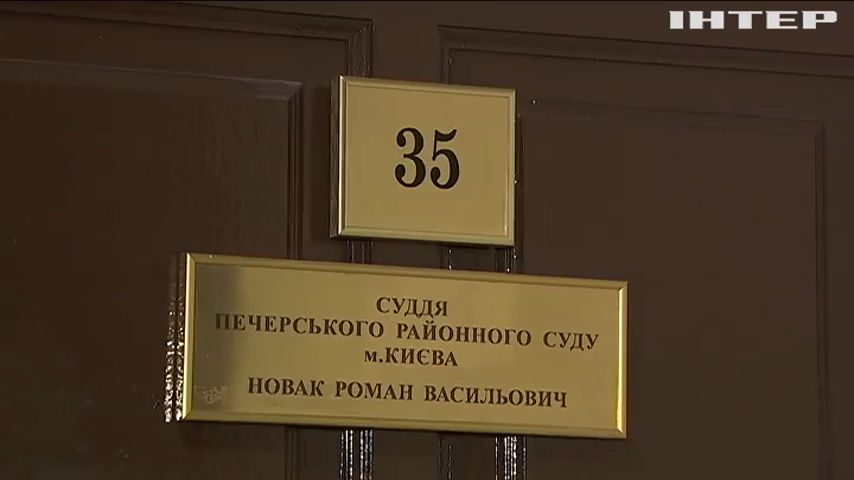 ІНТЕР
35
СУДДЯ
ПЕЧЕРСЬКОГО РАЙОННОГО СУДУ
м.КИЄВА
НОВАК РОМАН ВАСИЛЬОВИЧ